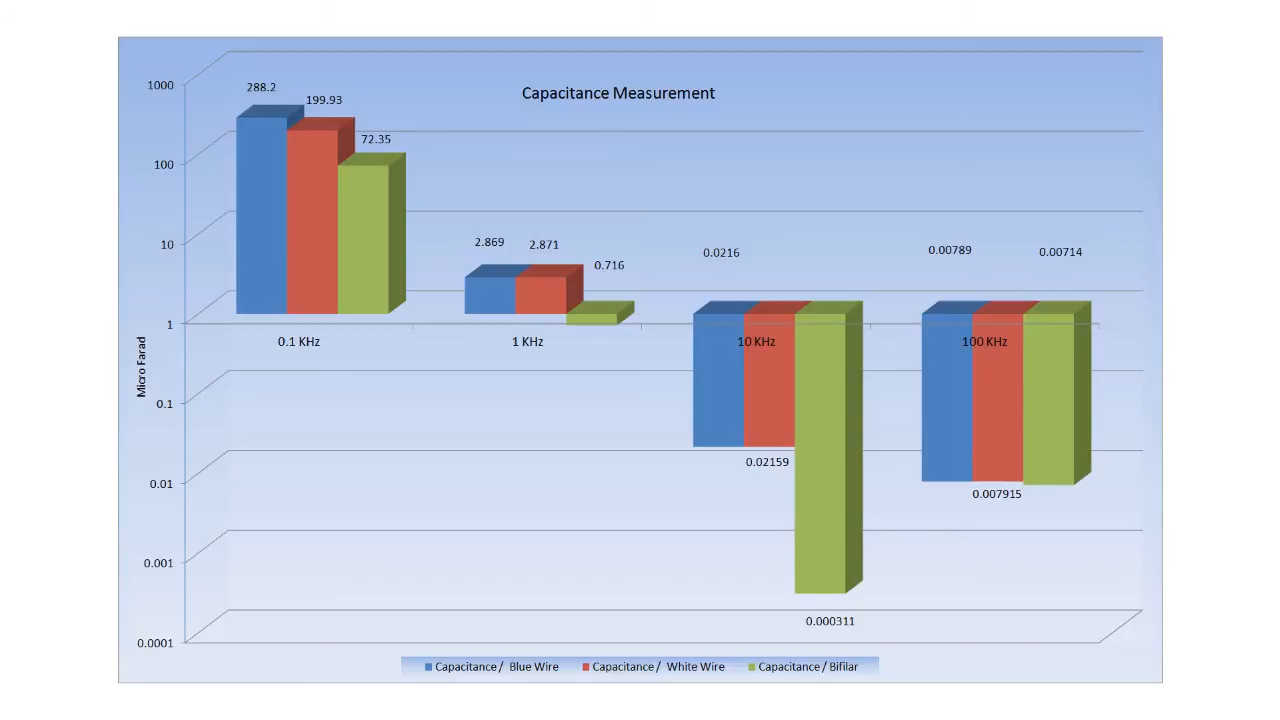 Capacitance Measurement
1000
100
10
1
0.1
0.01
0.001
0.0001
Micro Farad
288.2
199.93
72.35
2.869
2.871
0.716
0.0216
0.02159
0.000311
0.00789
0.007915
0.00714
0.1 KHz
1 KHz
10 KHz
100 KHz
Capacitance / Blue Wire
Capacitance / White Wire
Capacitance / Bifilar